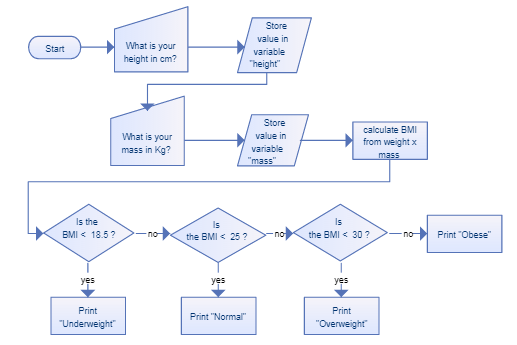 Start
What is your
height in cm?
Store
value in
variable
"height"
What is your
mass in Kg?
Store
value in
variable
"mass"
calculate BMI
from weight x
mass
Is the
BMI < 18.5 ?
no
Is
the BMI < 25 ?
no
Is
the BMI < 30 ?
no
Print "Obese"
yes
yes
yes
Print
"Underweight"
Print "Normal"
Print
"Overweight"